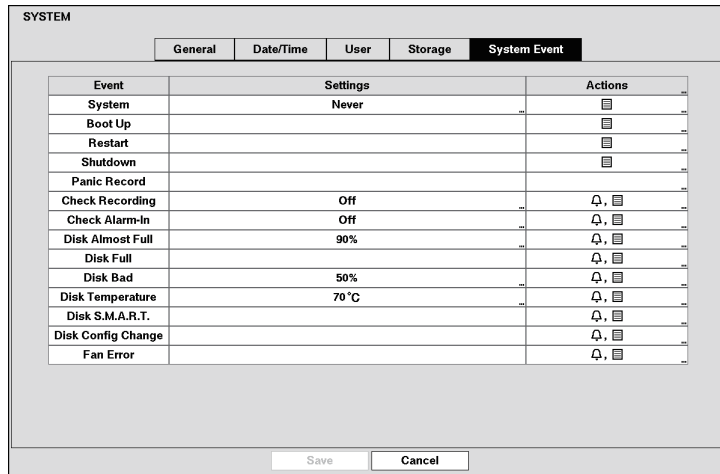 SYSTEM
General Date/Time User Storage System Event
Event Settings Actions ...
System Never ... ...
Boot Up ...
Restart ...
Shutdown ...
Panic Record ...
Check Recording Off ... , ...
Check Alarm-In Off ... , ...
Disk Almost Full 90% ... , ...
Disk Full , ...
Disk Bad 50% ... , ...
Disk Temperature 70°C ... , ...
Disk S.M.A.R.T. , ...
Disk Config Change , ...
Fan Error , ...
Save Cancel